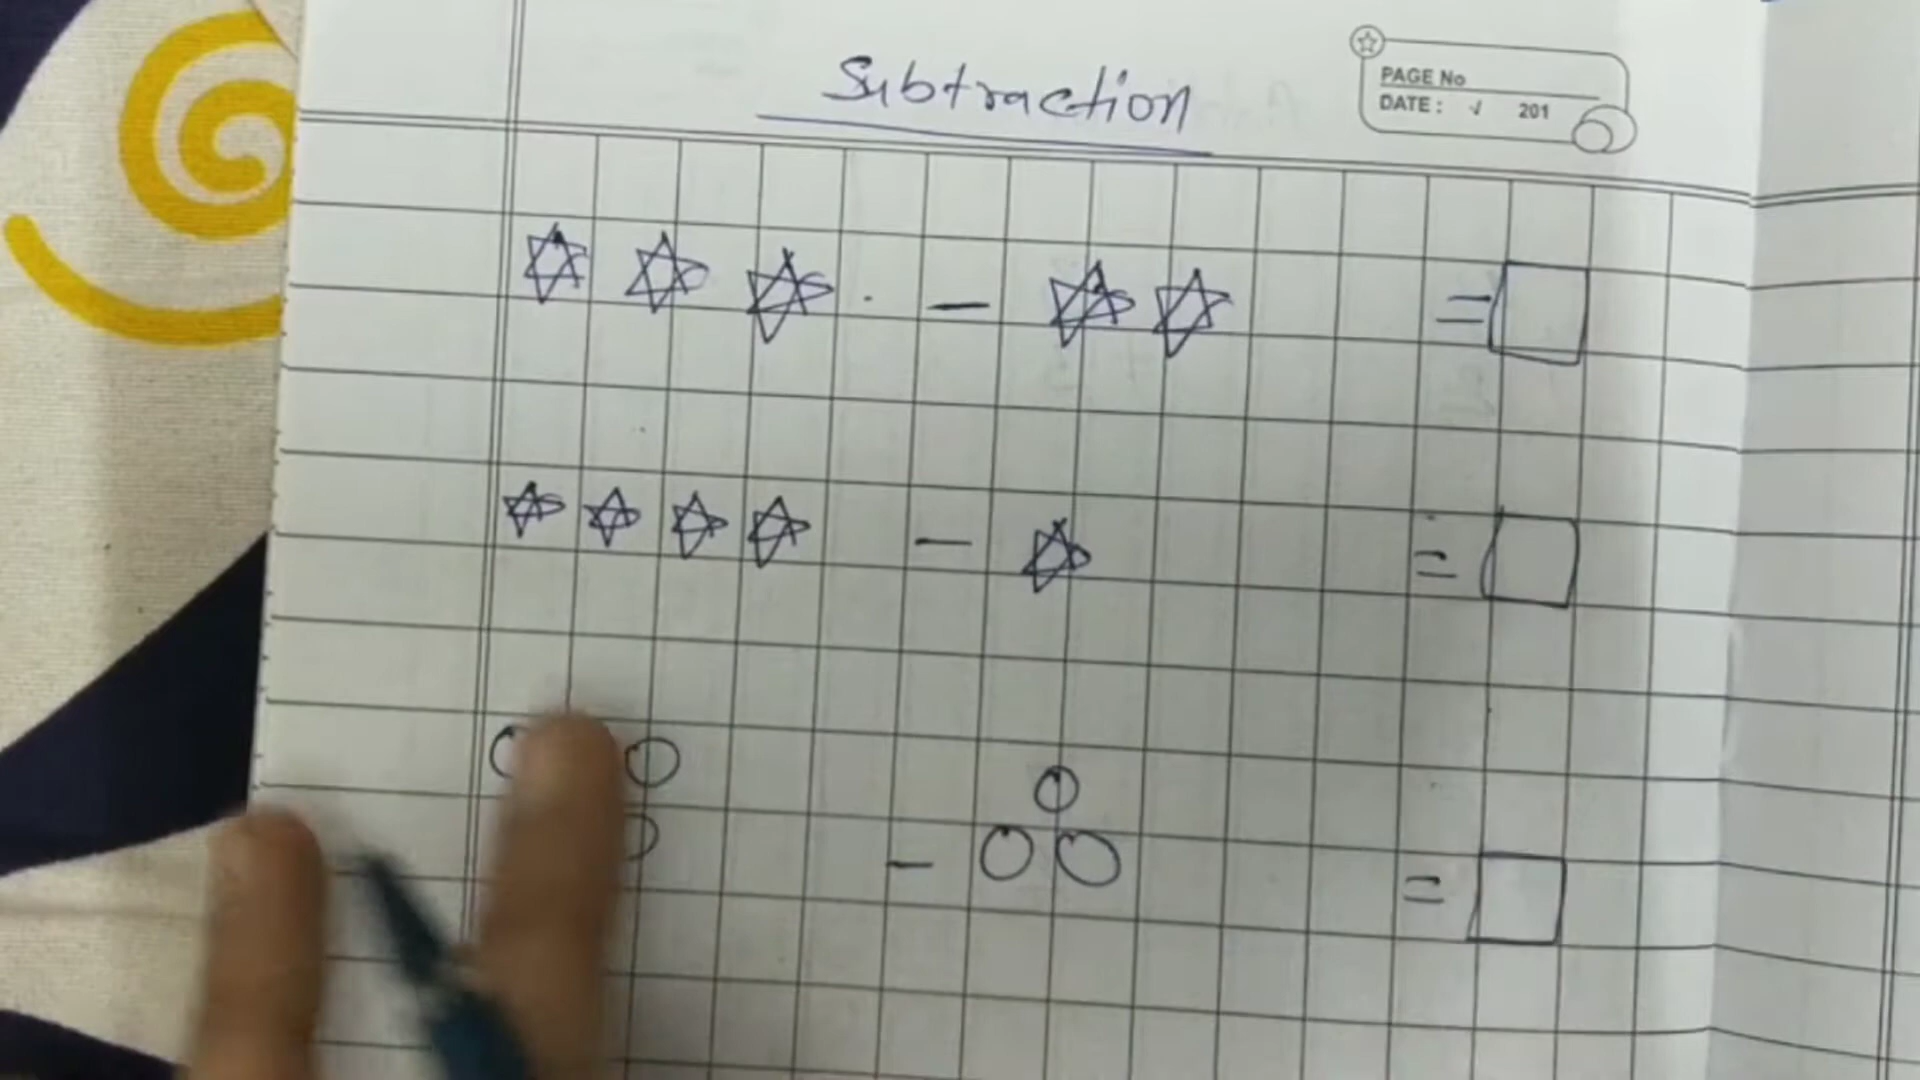 Subtraction
PAGE No
DATE: 201
-
=
-
=
-
=